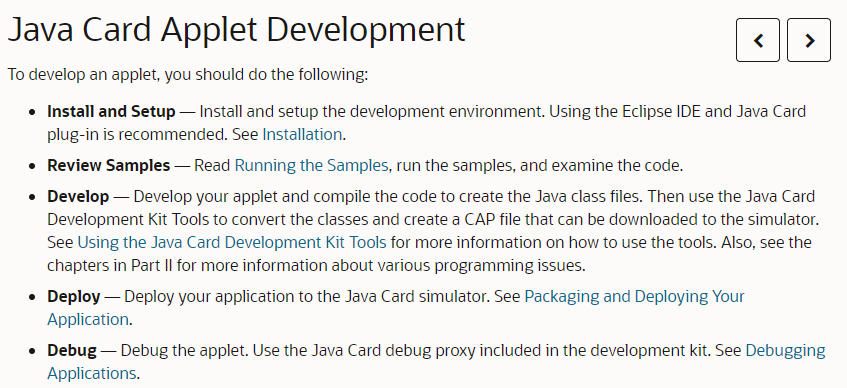 Java Card Applet Development
To develop an applet, you should do the following:
• Install and Setup — Install and setup the development environment. Using the Eclipse IDE and Java Card
plug-in is recommended. See Installation.
• Review Samples — Read Running the Samples, run the samples, and examine the code.
• Develop — Develop your applet and compile the code to create the Java class files. Then use the Java Card
Development Kit Tools to convert the classes and create a CAP file that can be downloaded to the simulator.
See Using the Java Card Development Kit Tools for more information on how to use the tools. Also, see the
chapters in Part II for more information about various programming issues.
• Deploy — Deploy your application to the Java Card simulator. See Packaging and Deploying Your
Application.
• Debug — Debug the applet. Use the Java Card debug proxy included in the development kit. See Debugging
Applications.